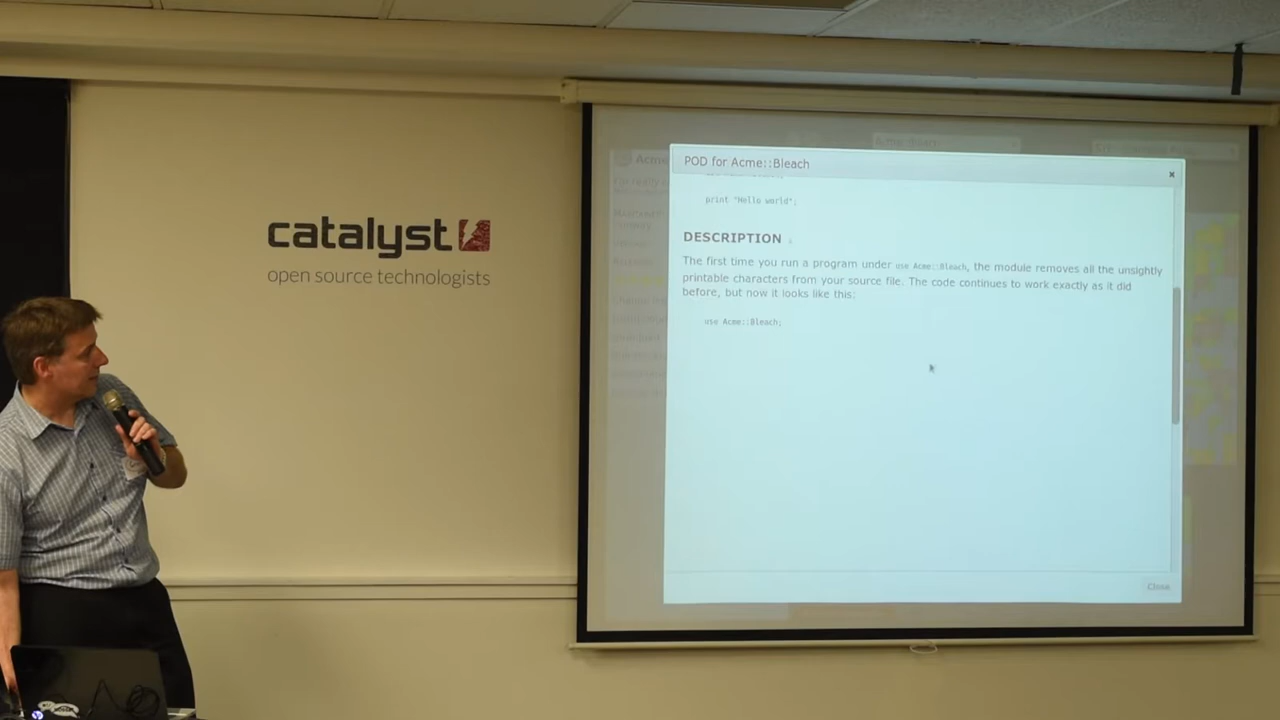 catalyst
open source technologists
POD for Acme::Bleach
print "Hello world";
DESCRIPTION
The first time you run a program under use Acme::Bleach, the module removes all the unsightly
printable characters from your source file. The code continues to work exactly as it did
before, but now it looks like this:
use Acme::Bleach;
Close
Acme